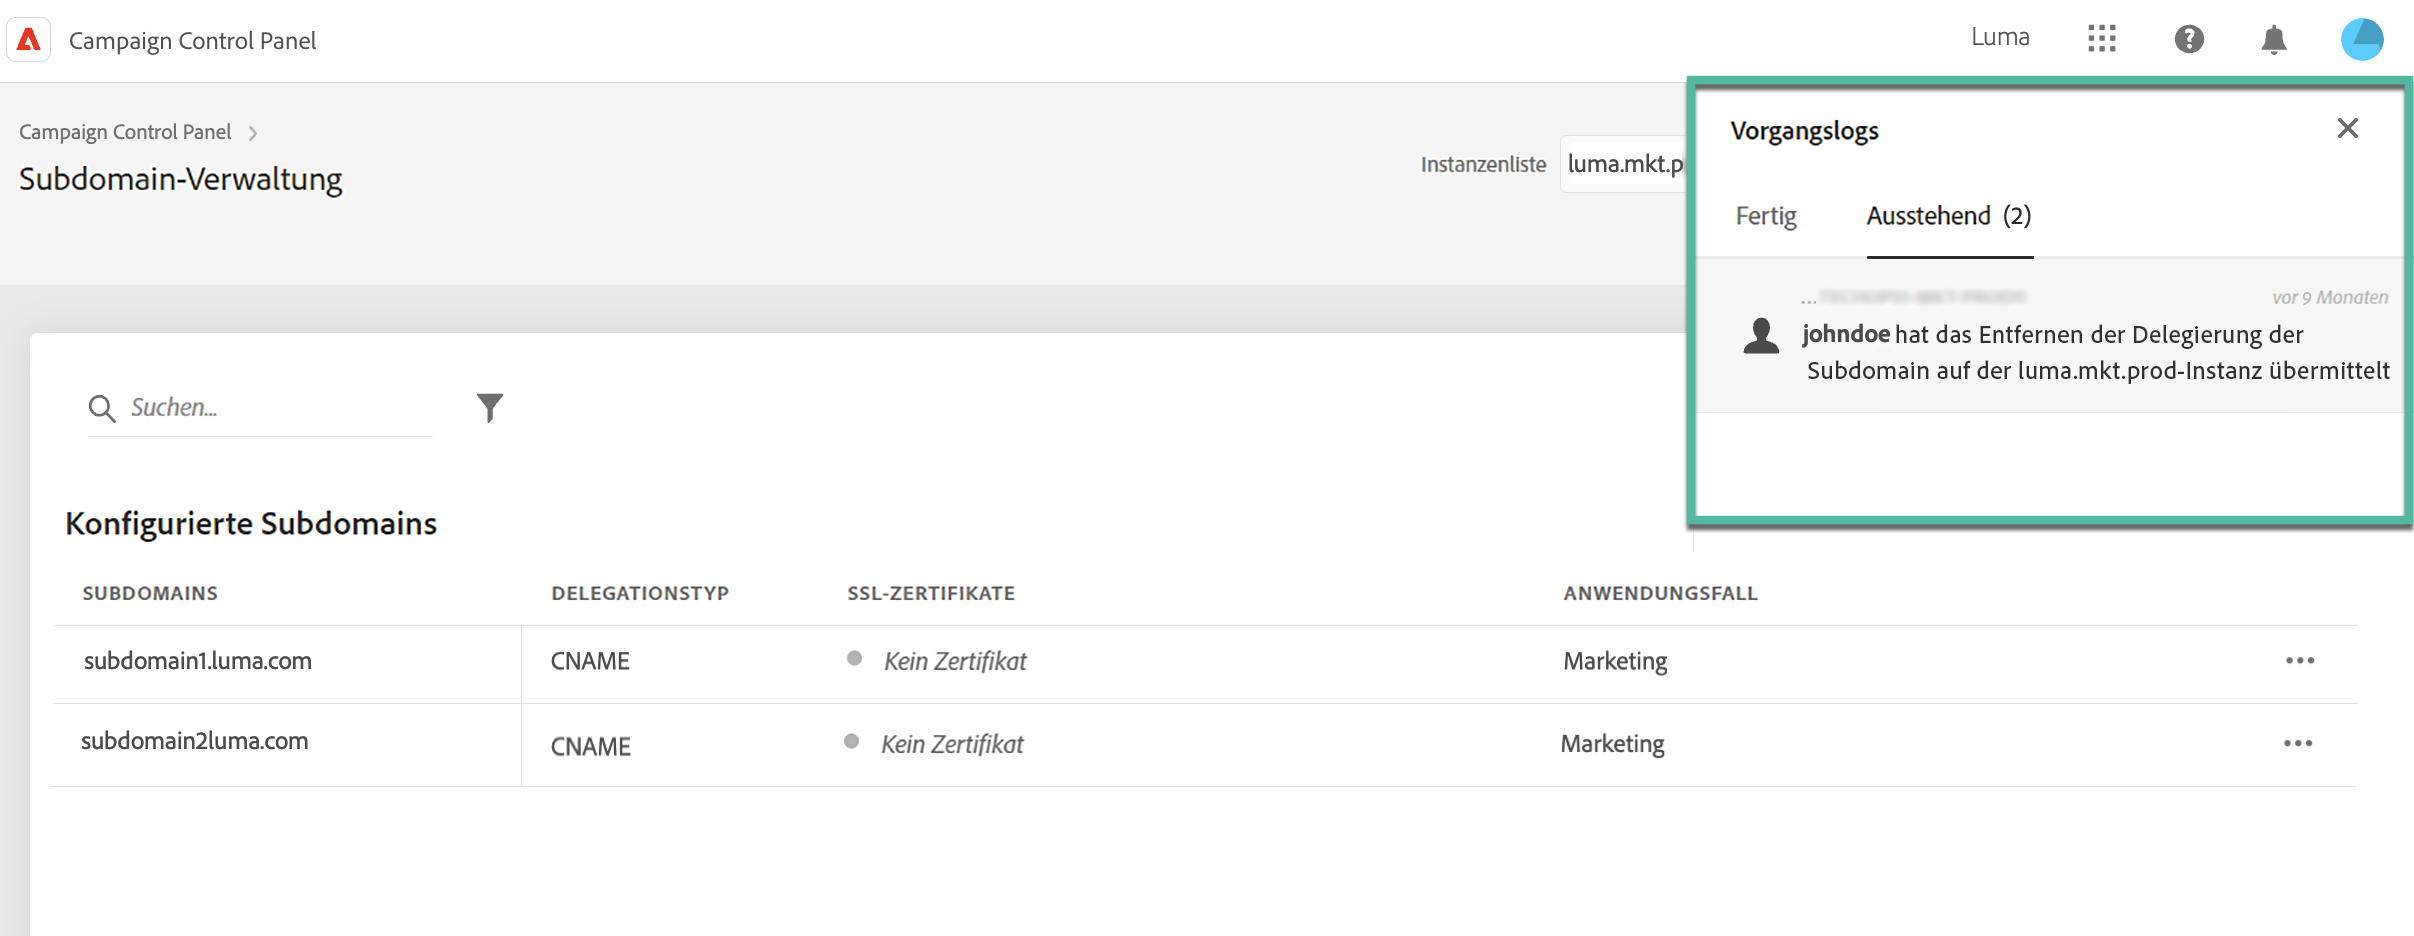 Campaign Control Panel
Luma
Campaign Control Panel
Subdomain-Verwaltung
Instanzenliste
luma.mkt.p
Vorgangslogs
Fertig
Ausstehend (2)
vor 9 Monaten
johndoe hat das Entfernen der Delegierung der
Subdomain auf der luma.mkt.prod-Instanz übermittelt
Suchen...
Konfigurierte Subdomains
SUBDOMAINS DELEGATIONSTYP SSL-ZERTIFIKATE ANWENDUNGSFALL
subdomain1.luma.com CNAME Kein Zertifikat Marketing
subdomain2luma.com CNAME Kein Zertifikat Marketing